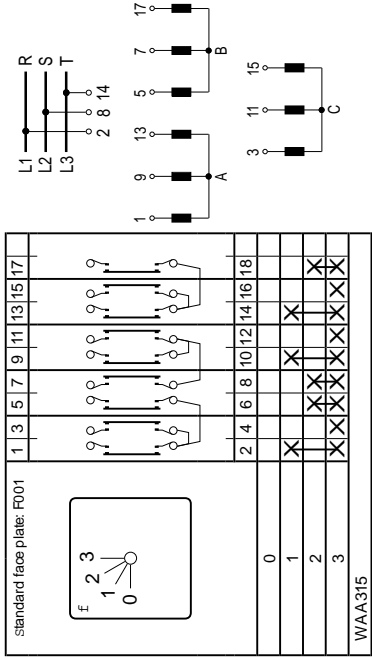 Standard face plate: F001
1 3 5 7 9 11 13 15 17
£
0 1 2 3
2 4 6 8 10 12 14 16 18
0
1
2
3
WAA315
L1 R
L2 S
L3 T
2 8 14
1 9 13
A
5 7 17
B
3 11 15
C